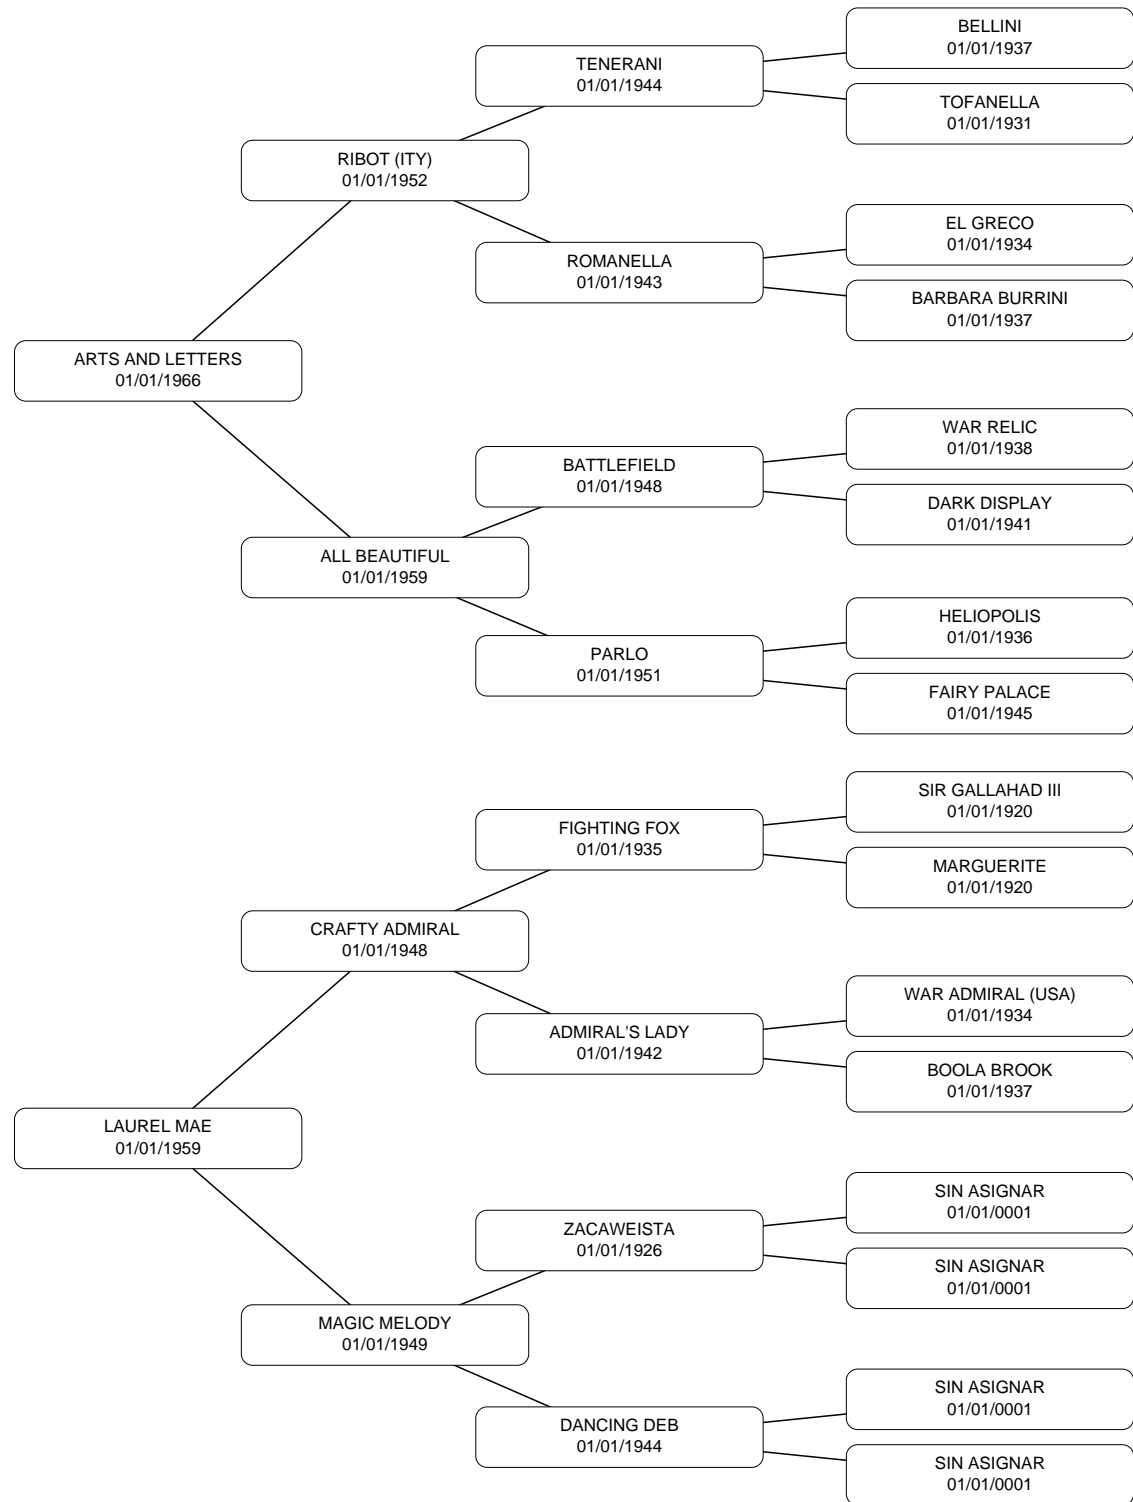 BELLINI
01/01/1937
TENERANI
01/01/1944
TOFANELLA
01/01/1931
RIBOT (ITY)
01/01/1952
EL GRECO
01/01/1934
ROMANELLA
01/01/1943
BARBARA BURRINI
01/01/1937
ARTS AND LETTERS
01/01/1966
WAR RELIC
01/01/1938
BATTLEFIELD
01/01/1948
DARK DISPLAY
01/01/1941
ALL BEAUTIFUL
01/01/1959
HELIOPOLIS
01/01/1936
PARLO
01/01/1951
FAIRY PALACE
01/01/1945
SIR GALLAHAD III
01/01/1920
FIGHTING FOX
01/01/1935
MARGUERITE
01/01/1920
CRAFTY ADMIRAL
01/01/1948
WAR ADMIRAL (USA)
01/01/1934
ADMIRAL'S LADY
01/01/1942
BOOLA BROOK
01/01/1937
LAUREL MAE
01/01/1959
SIN ASIGNAR
01/01/0001
ZACAWEISTA
01/01/1926
SIN ASIGNAR
01/01/0001
MAGIC MELODY
01/01/1949
SIN ASIGNAR
01/01/0001
DANCING DEB
01/01/1944
SIN ASIGNAR
01/01/0001